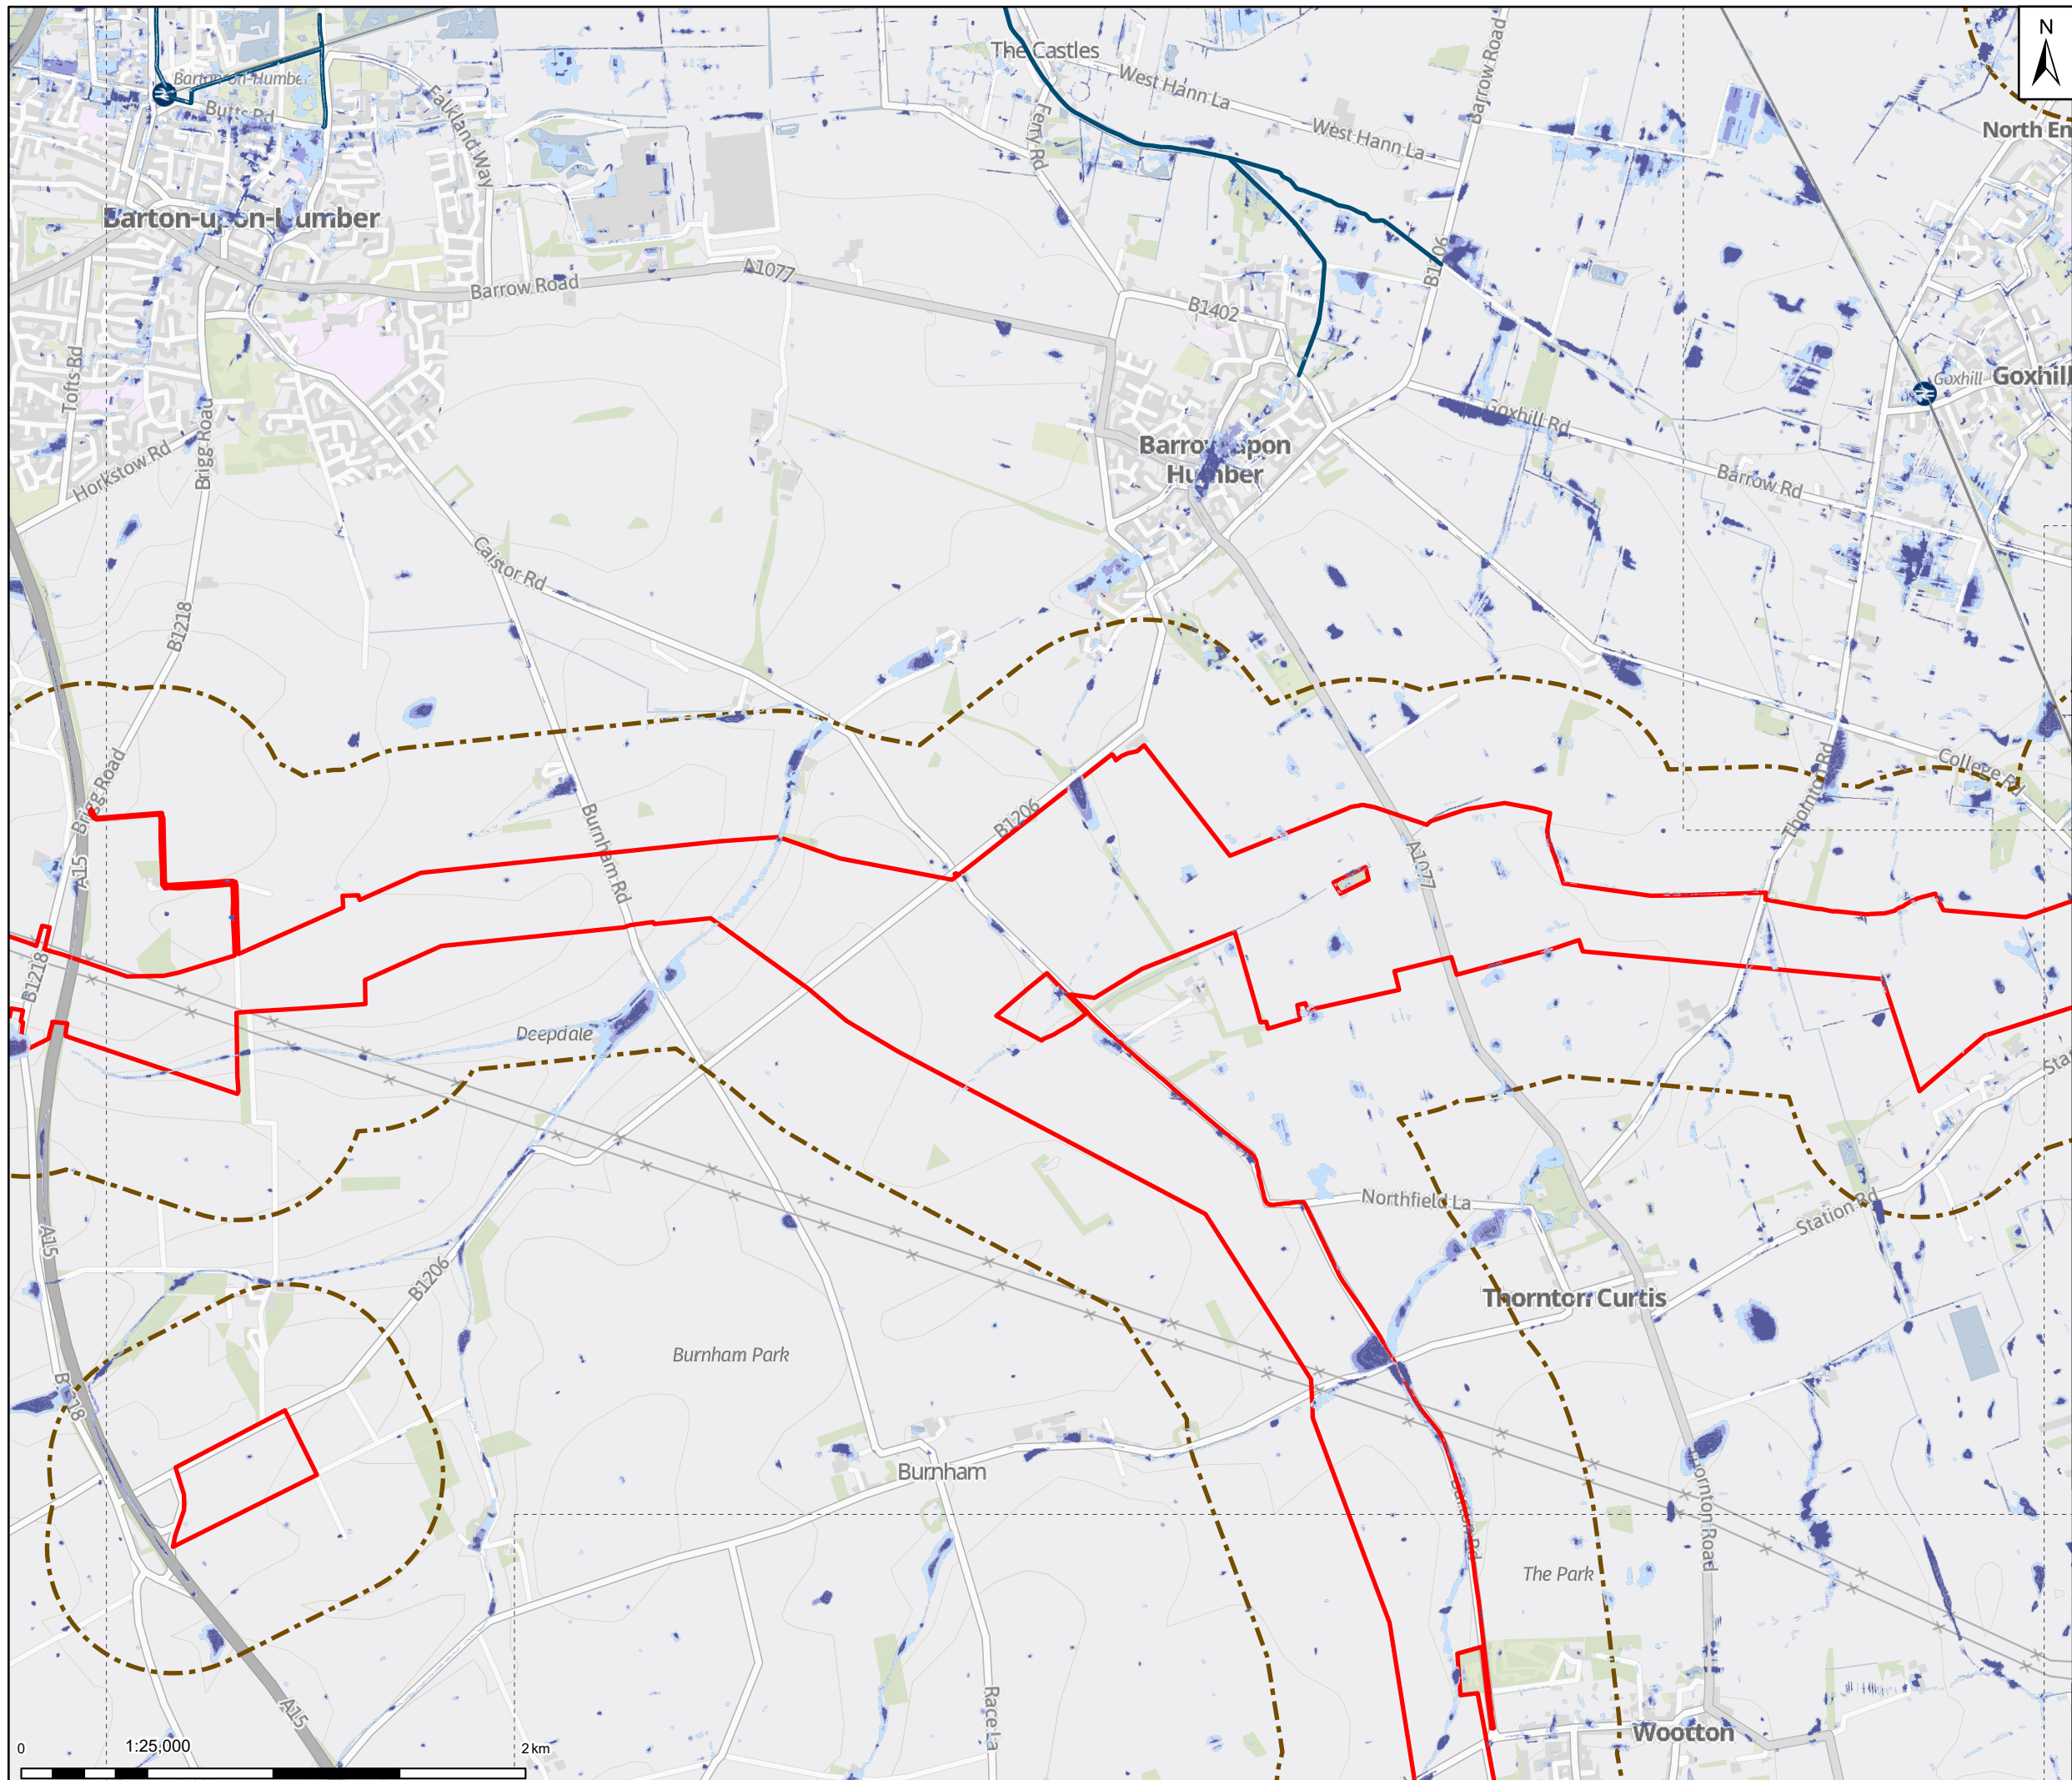 N
The Castles
West Hann La
West Hann La
Barrow Road
Ferry Rd
North En
Butts Rd
Falkland Way
Barton-upon-Humber
Barrow Road
A1077
B1402
B1206
Tofts Rd
Brigg Road
Horkstow Rd
Goxhill
Goxhill
Goxhill Rd
Barrow Rd
Barrow upon
Humber
Caistor Rd
B1218
Brigg Road
A15
B1218
Burnham Rd
B1206
A1077
Thornton Rd
College Rd
Deepdale
Sta
Northfield La
Station Rd
A15
B1206
Thornton Curtis
Burnham Park
B1218
Burnham
Thornton Road
The Park
A15
Race La
Wootton
0
1:25,000
2 km